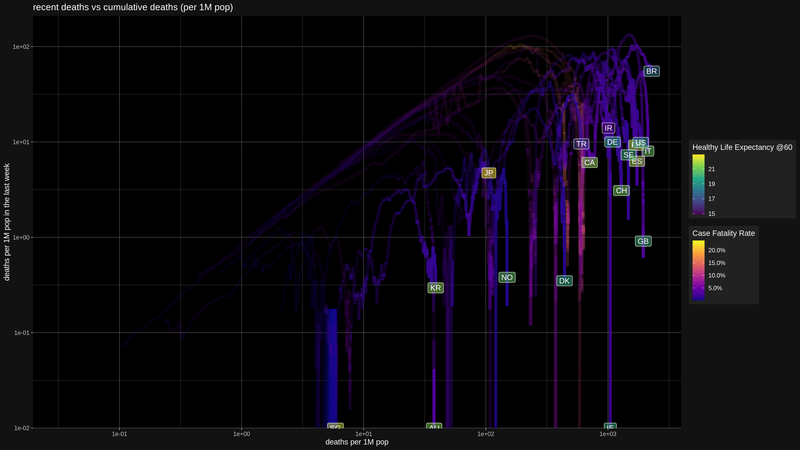 recent deaths vs cumulative deaths (per 1M pop)
1e+02
BR
IR
1e+01
TR
DE
US
SE
IT
ES
CA
Healthy Life Expectancy @60
21
19
17
15
JP
CH
deaths per 1M pop in the last week
1e+00
GB
Case Fatality Rate
20.0%
15.0%
10.0%
5.0%
NO
DK
KR
1e-01
1e-02
SG
AU
IE
1e-01
1e+00
1e+01
1e+02
1e+03
deaths per 1M pop